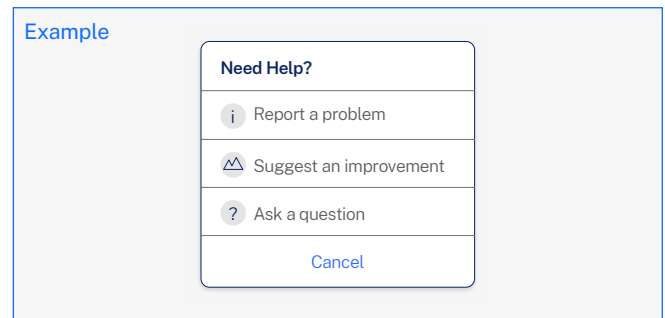 Example
Need Help?
i Report a problem
Suggest an improvement
? Ask a question
Cancel